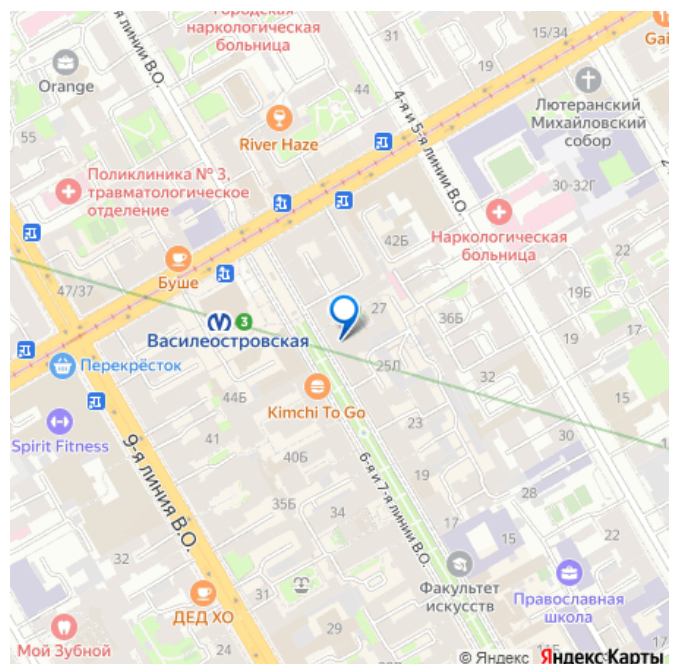 Городская
наркологическая
больница
я линии В.О.
31
15/34
Gai
Orange
19
44
4-я и 5-я линии В.О.
Лютеранский
Михайловский
собор
55
River Haze
Поликлиника № 3,
травматологическое
отделение
30-32Г
Наркологическая
больница
42Б
22
Буше
47/37
27
19Б
3
Василеостровская
36Б
19
Перекрёсток
25Л
32
17
44Б
Kimchi To Go
15
Spirit Fitness
41
23
30
9-я линия В.О.
40Б
6-я и 7-я линии В.О.
19
35Б
34
28
17
15
22
32
Факультет
искусств
Православная
школа
31
ДЕД ХО
29
24
Мой Зубной
© Яндекс Яндекс Карты